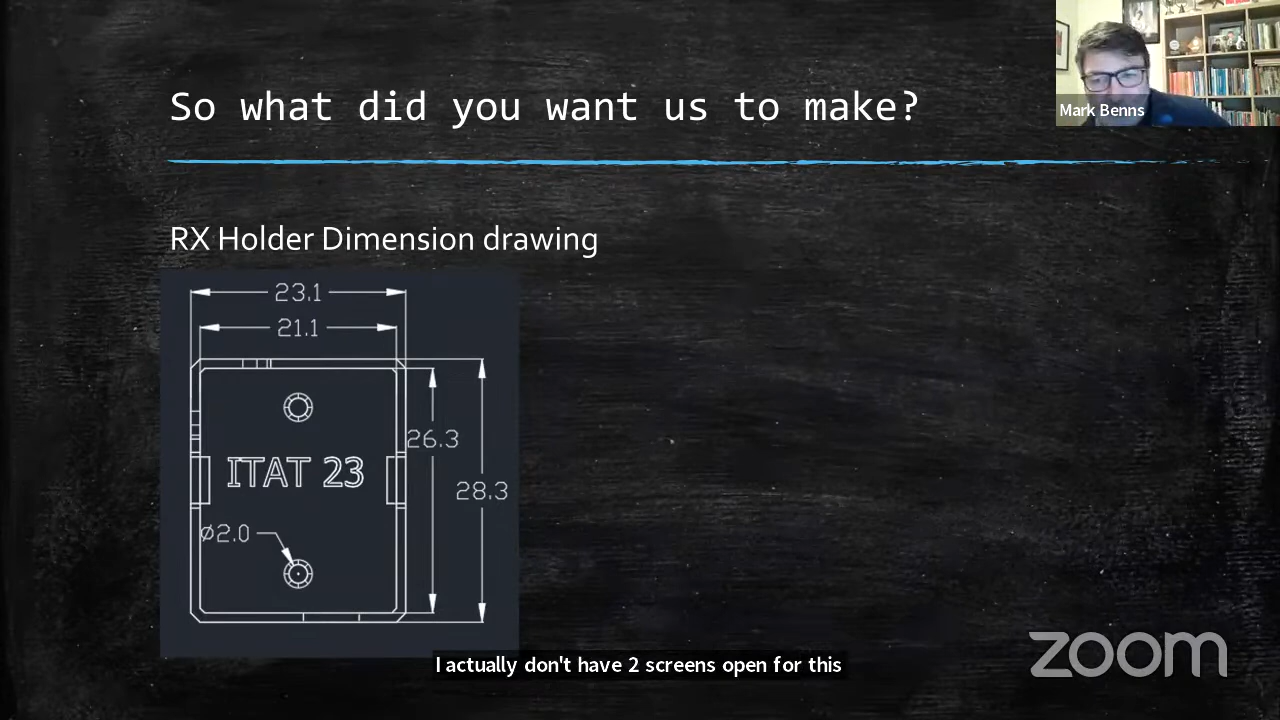 So what did you want us to make?
Mark Benns
RX Holder Dimension drawing
23.1
21.1
26.3
ITAT 23
28.3
⌀2.0
I actually don't have 2 screens open for this
zoom